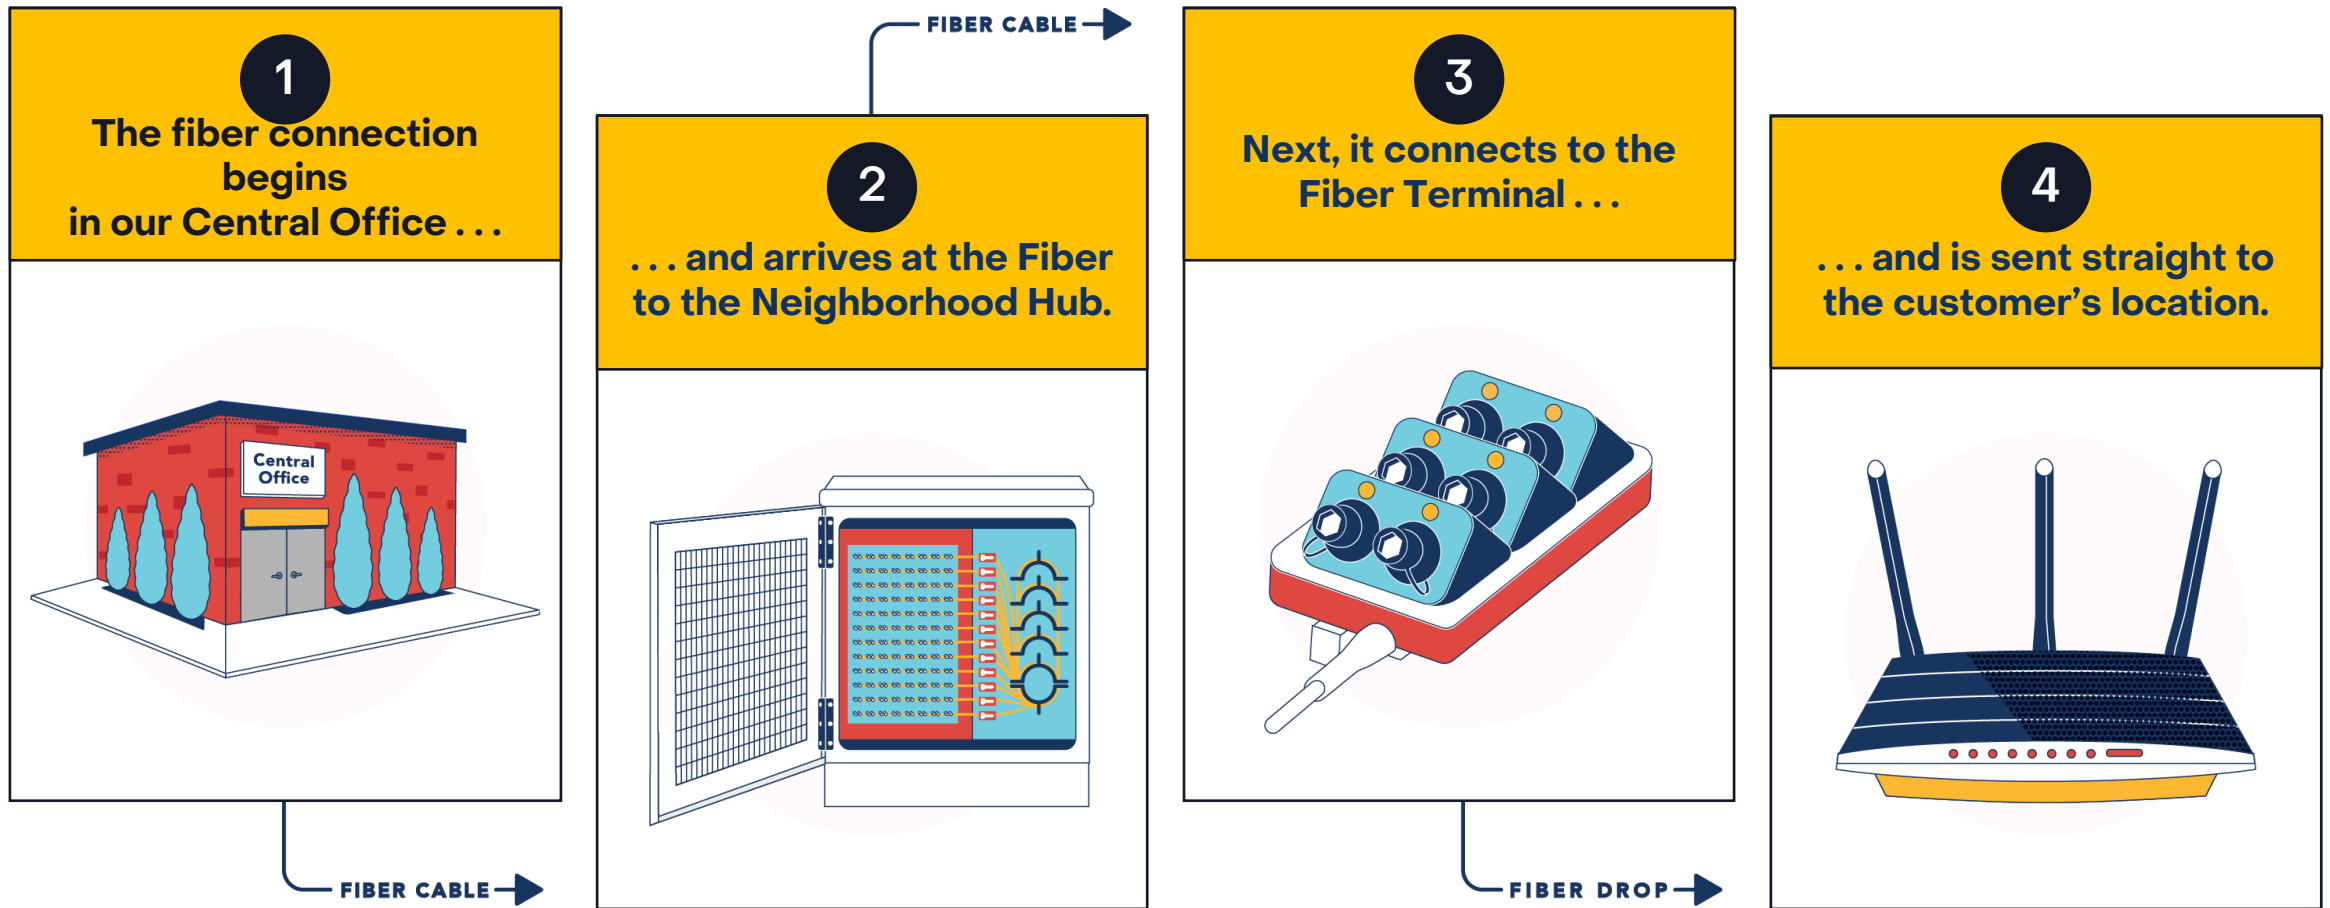 1
The fiber connection
begins
in our Central Office . . .
Central
Office
FIBER CABLE
2
. . . and arrives at the Fiber
to the Neighborhood Hub.
FIBER CABLE
3
Next, it connects to the
Fiber Terminal . . .
FIBER DROP
4
. . . and is sent straight to
the customer’s location.